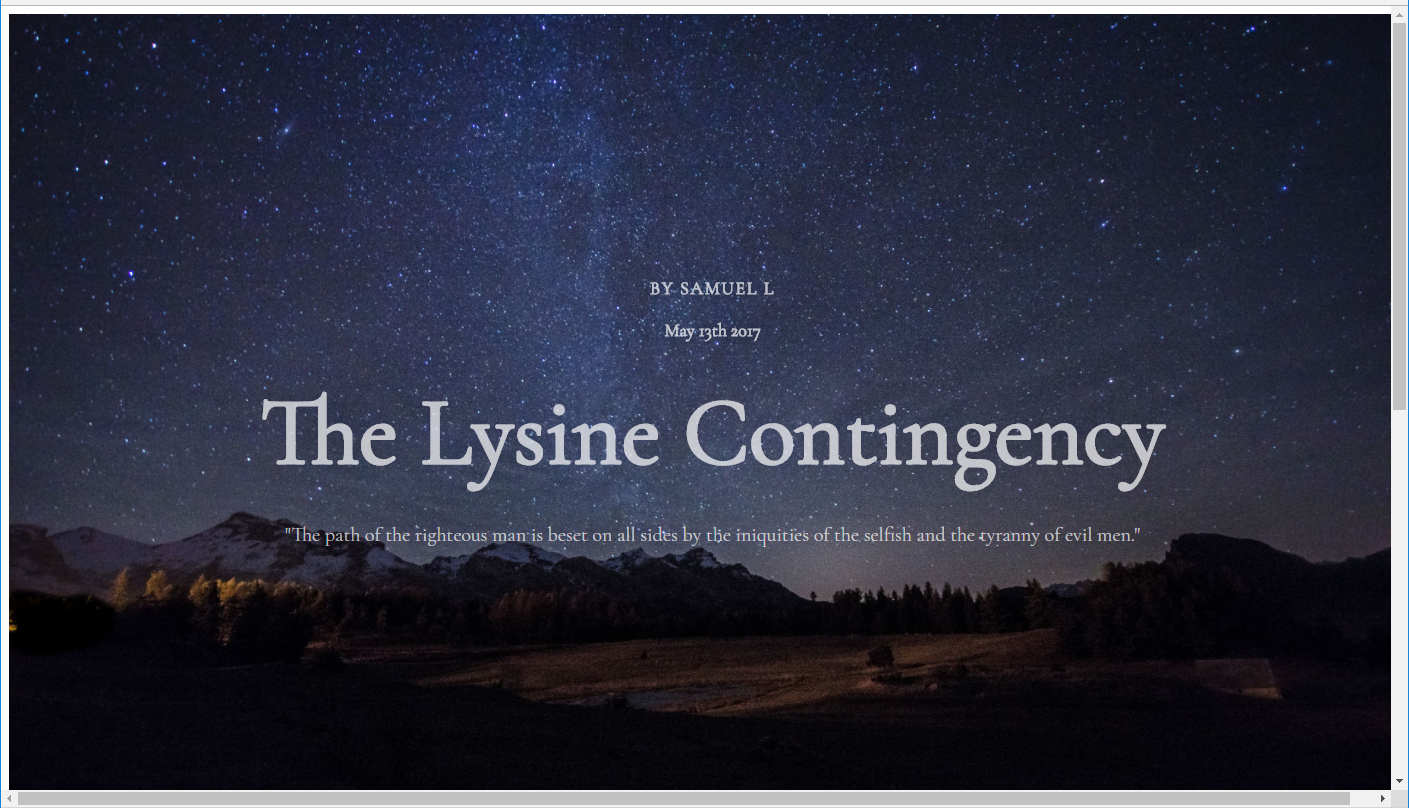 BY SAMUEL L
May 13th 2017
The Lysine Contingency
"The path of the righteous man is beset on all sides by the iniquities of the selfish and the tyranny of evil men."